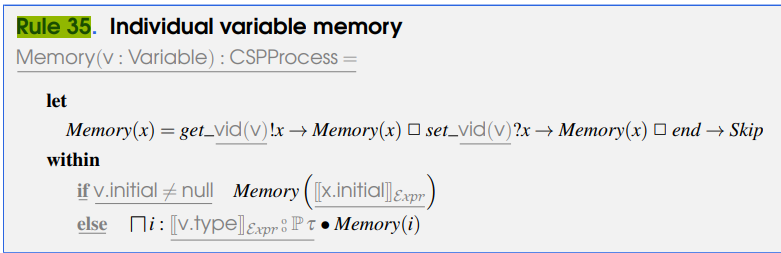 Rule 35. Individual variable memory
Memory(v : Variable) : CSPProcess =
let
Memory(x) = get_vid(v)!x → Memory(x) □ set_vid(v)?x → Memory(x) □ end → Skip
within
if v.initial ≠ null Memory(⟦x.initial⟧Expr)
else ⊓ i : ⟦v.type⟧Expr ⦂ ℙ τ • Memory(i)